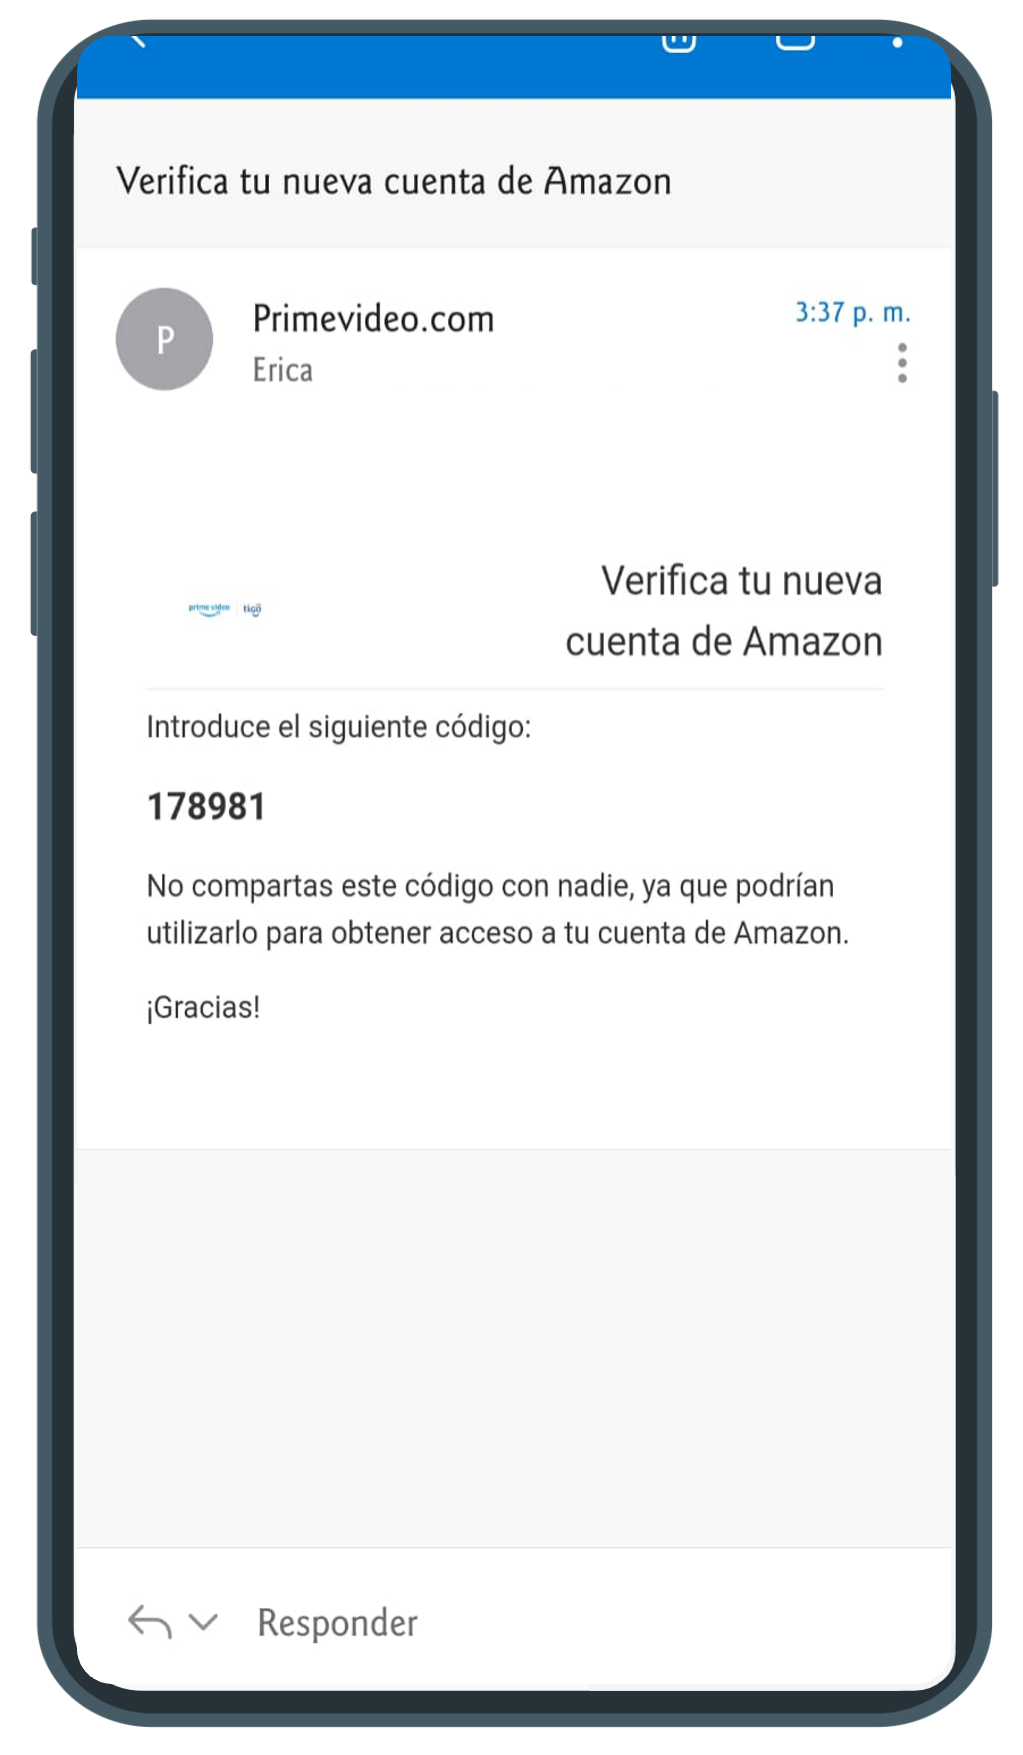 Verifica tu nueva cuenta de Amazon
P
Primevideo.com
3:37 p. m.
Erica
Verifica tu nueva
cuenta de Amazon
prime video
tigo
Introduce el siguiente código:
178981
No compartas este código con nadie, ya que podrían
utilizarlo para obtener acceso a tu cuenta de Amazon.
¡Gracias!
Responder